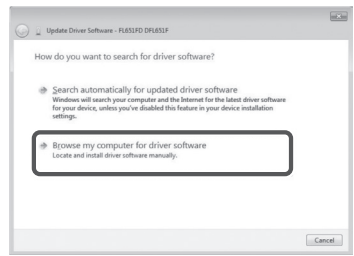 Update Driver Software - FL651FD DFL651F
How do you want to search for driver software?
Search automatically for updated driver software
Windows will search your computer and the Internet for the latest driver software
for your device, unless you've disabled this feature in your device installation
settings.
Browse my computer for driver software
Locate and install driver software manually.
Cancel